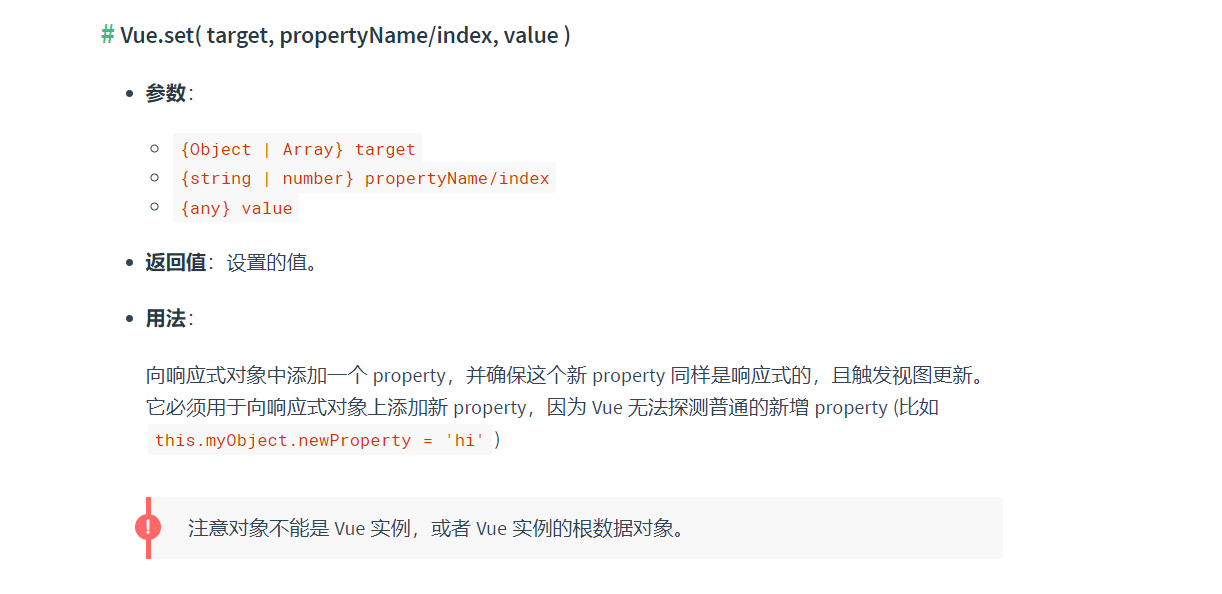 # Vue.set( target, propertyName/index, value )
参数：
{Object | Array} target
{string | number} propertyName/index
{any} value
返回值：设置的值。
用法：
向响应式对象中添加一个 property，并确保这个新 property 同样是响应式的，且触发视图更新。
它必须用于向响应式对象上添加新 property，因为 Vue 无法探测普通的新增 property (比如
this.myObject.newProperty = 'hi' )
!
注意对象不能是 Vue 实例，或者 Vue 实例的根数据对象。